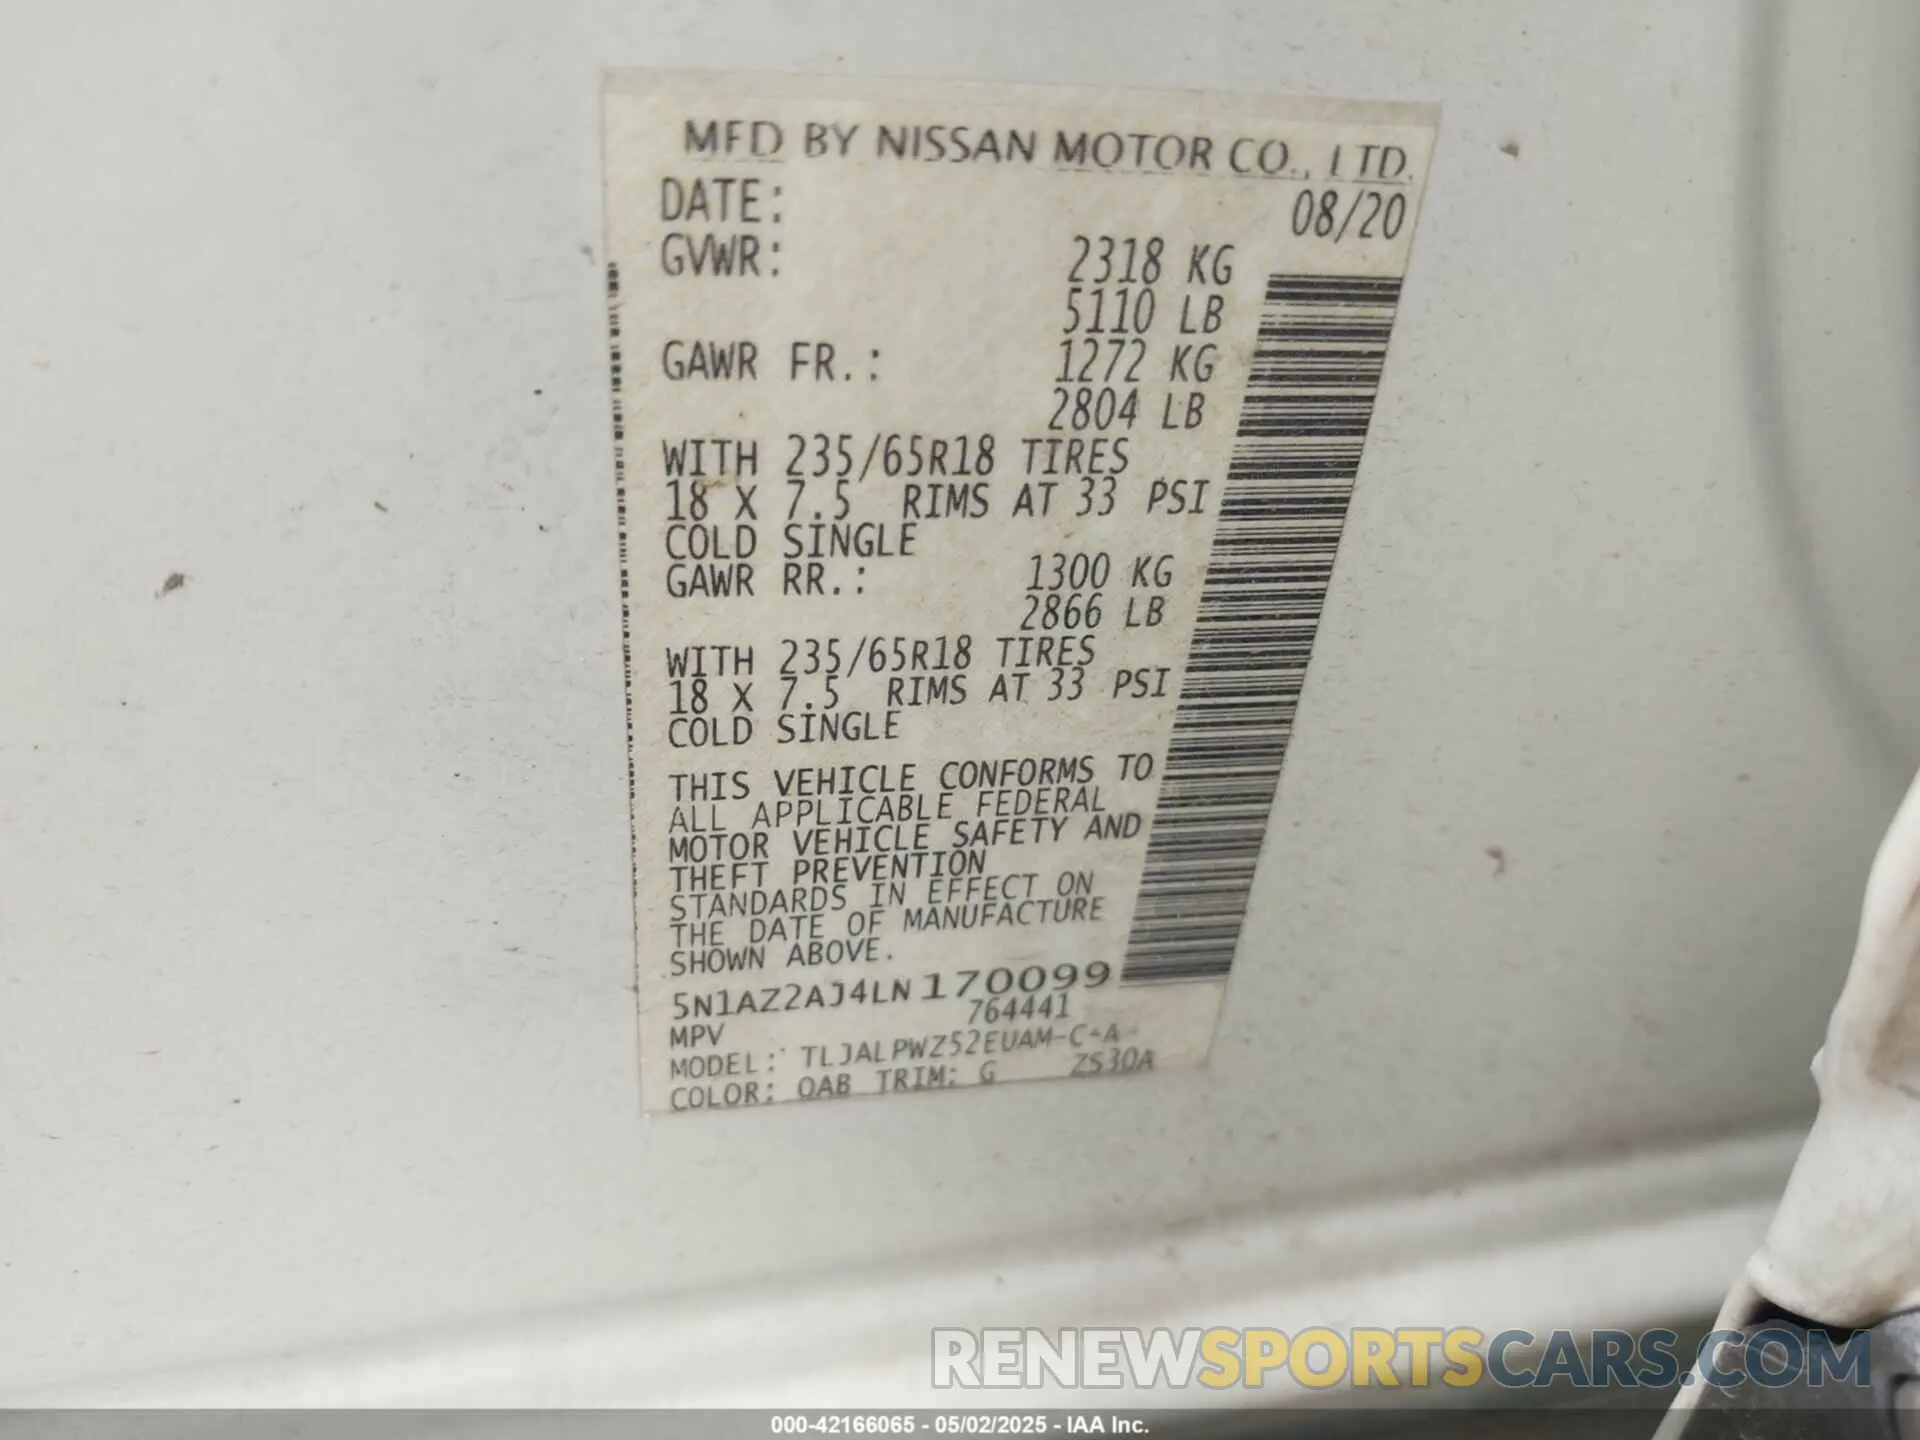 MFD BY NISSAN MOTOR CO., LTD.
DATE: 08/20
GVWR: 2318 KG
5110 LB
GAWR FR.: 1272 KG
2804 LB
WITH 235/65R18 TIRES
18 X 7.5 RIMS AT 33 PSI
COLD SINGLE
GAWR RR.: 1300 KG
2866 LB
WITH 235/65R18 TIRES
18 X 7.5 RIMS AT 33 PSI
COLD SINGLE
THIS VEHICLE CONFORMS TO
ALL APPLICABLE FEDERAL
MOTOR VEHICLE SAFETY AND
THEFT PREVENTION
STANDARDS IN EFFECT ON
THE DATE OF MANUFACTURE
SHOWN ABOVE.
5N1AZ2AJ4LN170099
MPV 764441
MODEL: TLJALPWZ52EUAM-C-A
COLOR: QAB TRIM: G ZS30A
RENEWSPORTSCARS.COM
000-42166065 - 05/02/2025 - IAA Inc.